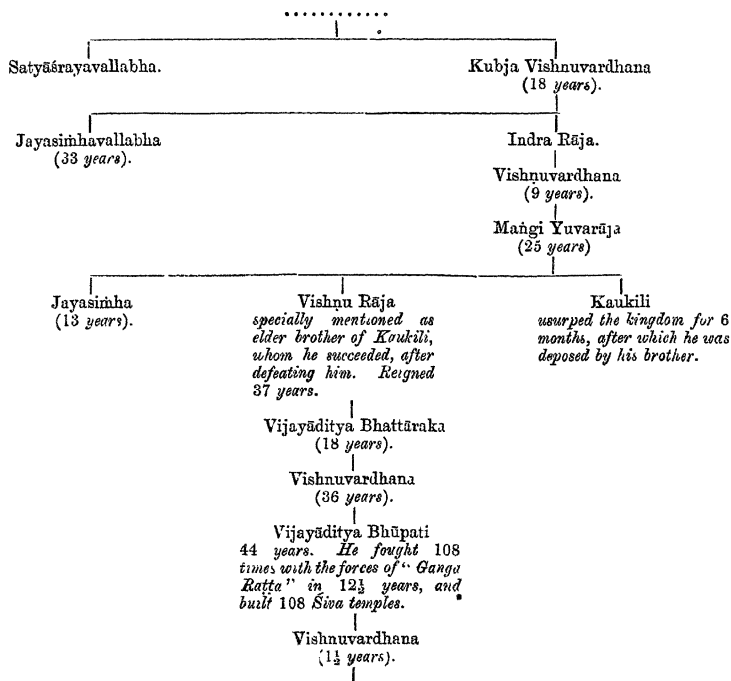 ............
Satyāśrayavallabha.
Kubja Vishnuvardhana
(18 years).
Jayasiṁhavallabha
(33 years).
Indra Rāja.
Vishṇuvardhana
(9 years).
Maṅgi Yuvarāja
(25 years)
Jayasiṁha
(13 years).
Vishṇu Rāja
specially mentioned as
elder brother of Kaukili,
whom he succeeded, after
defeating him. Reigned
37 years.
Kaukili
usurped the kingdom for 6
months, after which he was
deposed by his brother.
Vijayāditya Bhattāraka
(18 years).
Vishnuvardhana
(36 years).
Vijayāditya Bhūpati
44 years. He fought 108
times with the forces of "Ganga
Raṭṭa" in 12½ years, and
built 108 Śiva temples.
Vishnuvardhana
(1½ years).